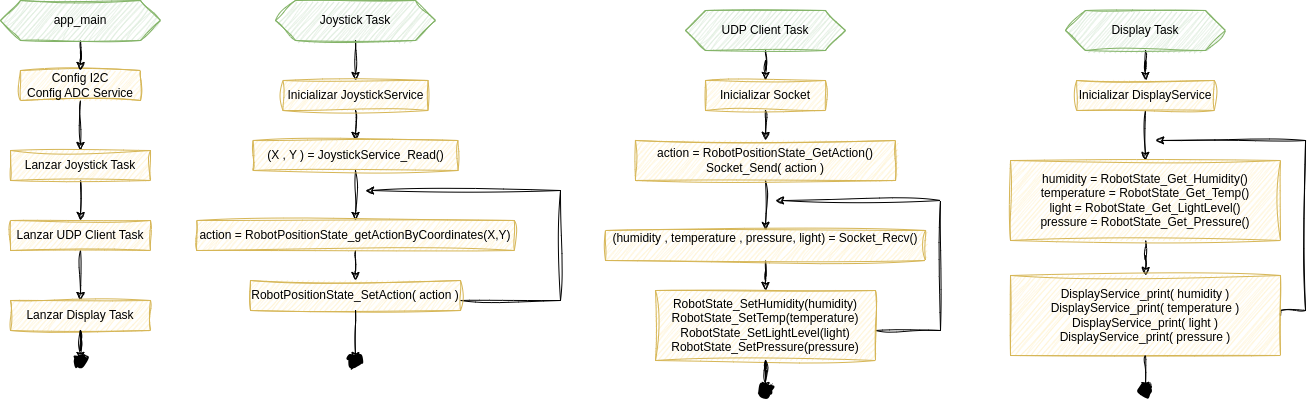 app_main
Config I2C
Config ADC Service
Lanzar Joystick Task
Lanzar UDP Client Task
Lanzar Display Task
Joystick Task
Inicializar JoystickService
(X , Y ) = JoystickService_Read()
action = RobotPositionState_getActionByCoordinates(X,Y)
RobotPositionState_SetAction( action )
UDP Client Task
Inicializar Socket
action = RobotPositionState_GetAction()
Socket_Send( action )
(humidity , temperature , pressure, light) = Socket_Recv()
RobotState_SetHumidity(humidity)
RobotState_SetTemp(temperature)
RobotState_SetLightLevel(light)
RobotState_SetPressure(pressure)
Display Task
Inicializar DisplayService
humidity = RobotState_Get_Humidity()
temperature = RobotState_Get_Temp()
light = RobotState_Get_LightLevel()
pressure = RobotState_Get_Pressure()
DisplayService_print( humidity )
DisplayService_print( temperature )
DisplayService_print( light )
DisplayService_print( pressure )